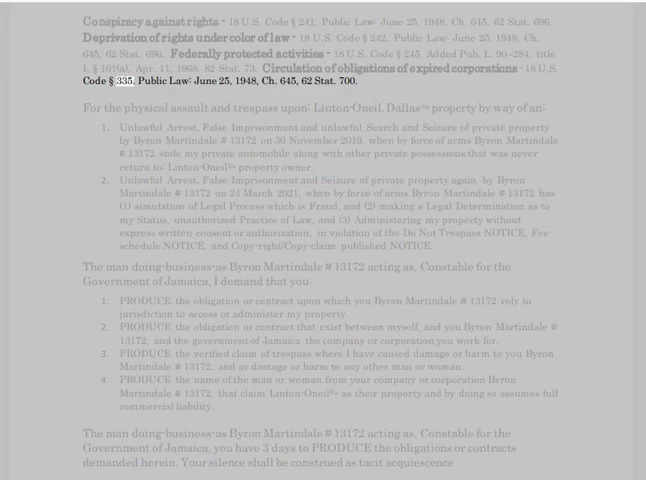 Conspiracy against rights - 18 U.S. Code § 241, Public Law: June 25, 1948, Ch. 645, 62 Stat. 696.
Deprivation of rights under color of law - 18 U.S. Code § 242, Public Law: June 25, 1948, Ch.
645, 62 Stat. 696. Federally protected activities - 18 U.S. Code § 245. Added Pub. L. 90–284, title
I, § 101(a), Apr. 11, 1968, 82 Stat. 73. Circulation of obligations of expired corporations - 18 U.S.
Code § 335, Public Law: June 25, 1948, Ch. 645, 62 Stat. 700.
For the physical assault and trespass upon: Linton-Oneil, Dallas™ property by way of an:
1. Unlawful Arrest, False Imprisonment and unlawful Search and Seizure of private property
by Byron Martindale # 13172 on 30 November 2019, when by force of arms Byron Martindale
# 13172 stole my private automobile along with other private possessions that was never
return to: Linton-Oneil property owner.
2. Unlawful Arrest, False Imprisonment and Seizure of private property again, by Byron
Martindale # 13172 on 24 March 2021, when by force of arms Byron Martindale # 13172 has
(1) simulation of Legal Process which is Fraud, and (2) making a Legal Determination as to
my Status, unauthorized Practice of Law, and (3) Administering my property without
express written consent or authorization, in violation of the Do Not Trespass NOTICE, Fee-
schedule NOTICE, and Copy-right/Copy-claim published NOTICE.
The man doing-business-as Byron Martindale # 13172 acting as, Constable for the
Government of Jamaica, I demand that you:
1. PRODUCE the obligation or contract upon which you Byron Martindale # 13172 rely to
jurisdiction to access or administer my property.
2. PRODUCE the obligation or contract that exist between myself, and you Byron Martindale #
13172, and the government of Jamaica the company or corporation you work for.
3. PRODUCE the verified claim of trespass where I have caused damage or harm to you Byron
Martindale # 13172, and or damage or harm to any other man or woman.
4. PRODUCE the name of the man or woman from your company or corporation Byron
Martindale # 13172, that claim Linton-Oneil as their property and by doing so assumes full
commercial liability.
The man doing-business-as Byron Martindale # 13172 acting as, Constable for the
Government of Jamaica, you have 3 days to PRODUCE the obligations or contracts
demanded herein. Your silence shall be construed as tacit acquiescence